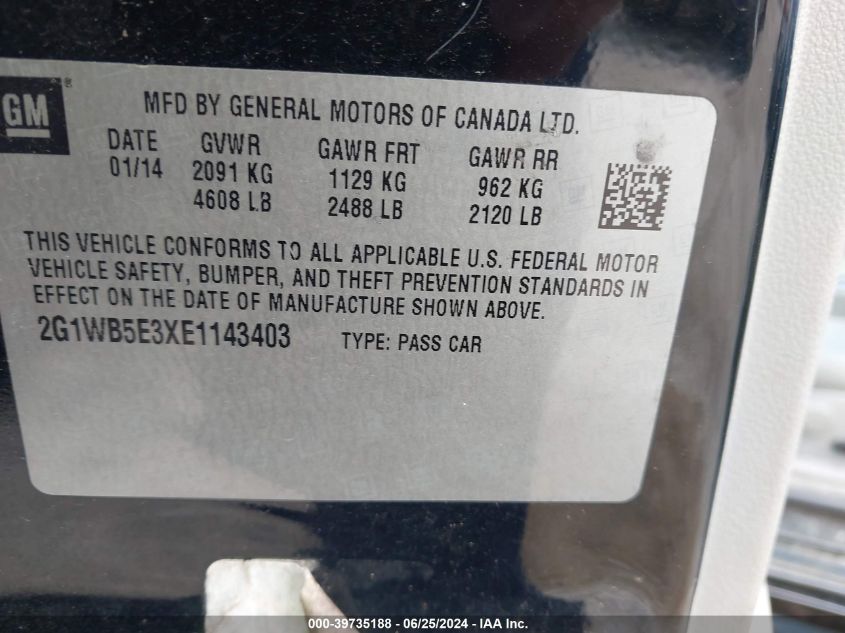 GM
MFD BY GENERAL MOTORS OF CANADA LTD.
DATE GVWR GAWR FRT GAWR RR
01/14 2091 KG 1129 KG 962 KG
4608 LB 2488 LB 2120 LB
THIS VEHICLE CONFORMS TO ALL APPLICABLE U.S. FEDERAL MOTOR
VEHICLE SAFETY, BUMPER, AND THEFT PREVENTION STANDARDS IN
EFFECT ON THE DATE OF MANUFACTURE SHOWN ABOVE.
2G1WB5E3XE1143403 TYPE: PASS CAR
000-39735188 - 06/25/2024 - IAA Inc.